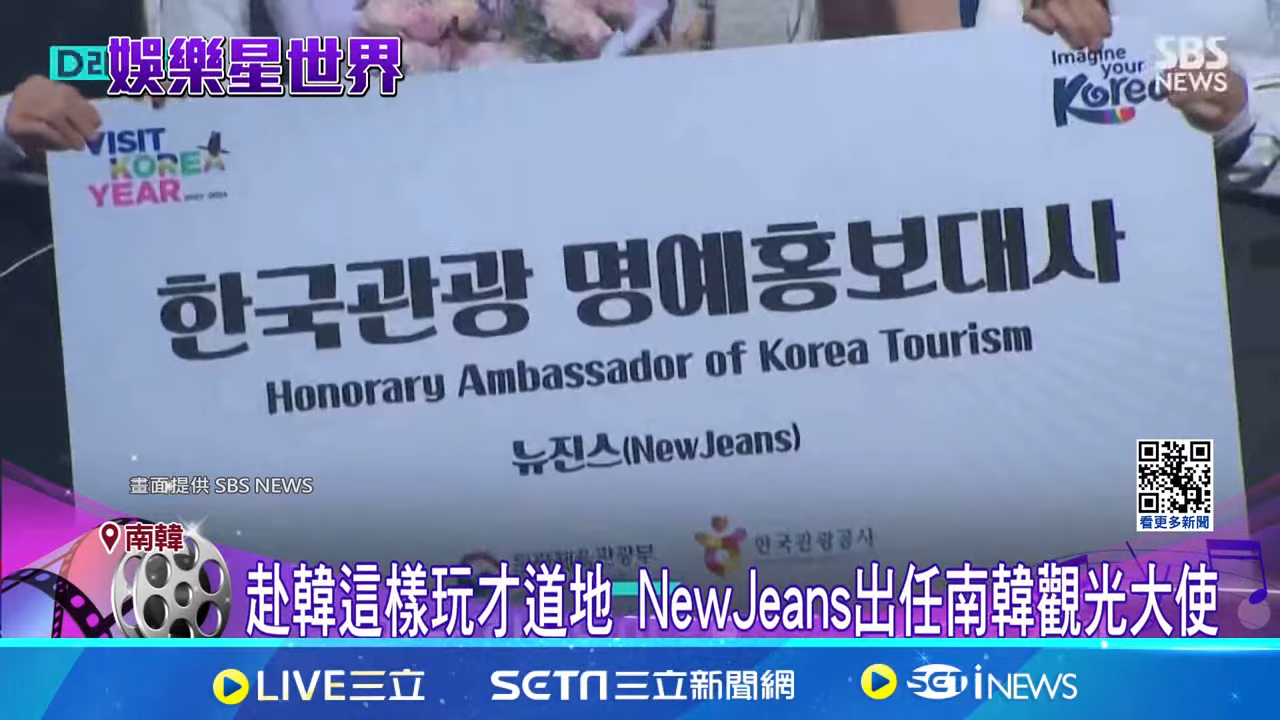 娛樂星世界
Imagine
your
Korea
SBS
NEWS
VISIT
KOREA
YEAR
한국관광 명예홍보대사
Honorary Ambassador of Korea Tourism
뉴진스(NewJeans)
畫面提供 SBS NEWS
看更多新聞
南韓
한국관광공사
赴韓這樣玩才道地 NewJeans出任南韓觀光大使
LIVE三立
SETN三立新聞網
SETiNEWS